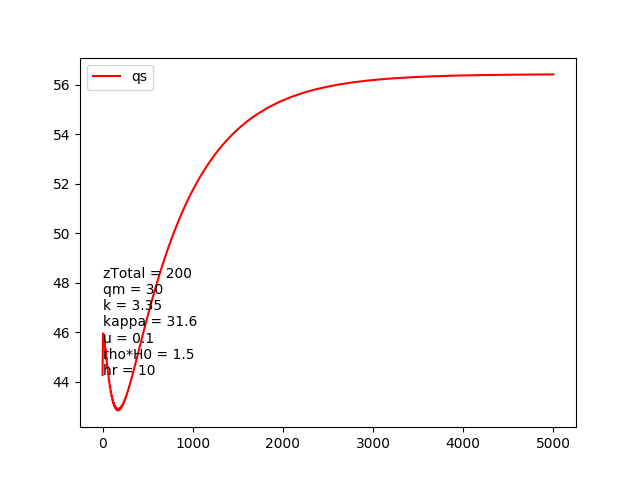 qs
56
54
52
50
48
46
44
zTotal = 200
qm = 30
k = 3.35
kappa = 31.6
u = 0.1
rho*H0 = 1.5
hr = 10
0 1000 2000 3000 4000 5000